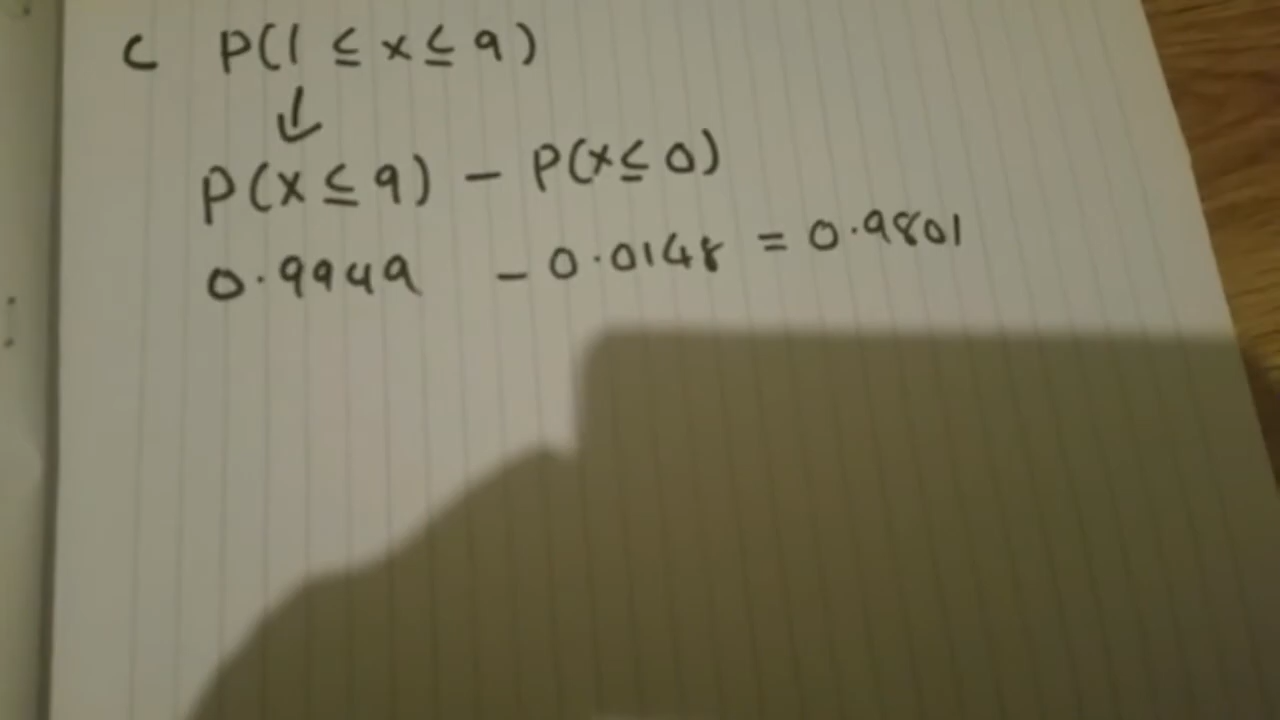 c P(1 ≤ x ≤ 9)
↓
P(x ≤ 9) - P(x ≤ 0)
0.9949 - 0.0148 = 0.9801